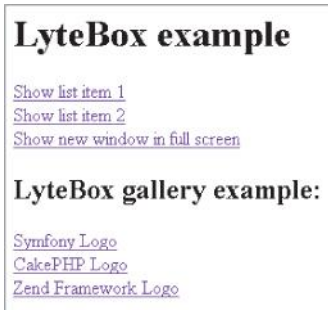 LyteBox example
Show list item 1
Show list item 2
Show new window in full screen
LyteBox gallery example:
Symfony Logo
CakePHP Logo
Zend Framework Logo